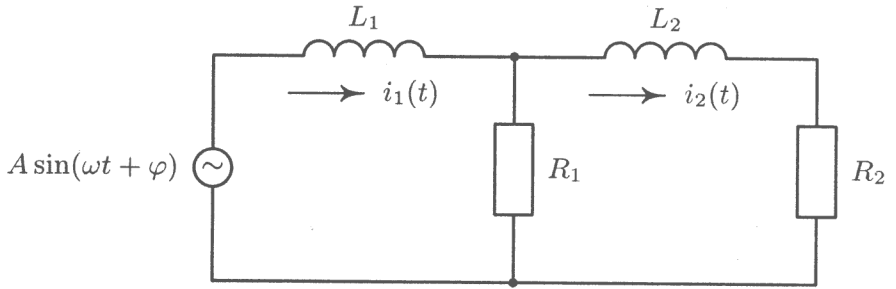 L₁
L₂
i₁(t)
i₂(t)
A sin(ωt + φ)
~
R₁
R₂